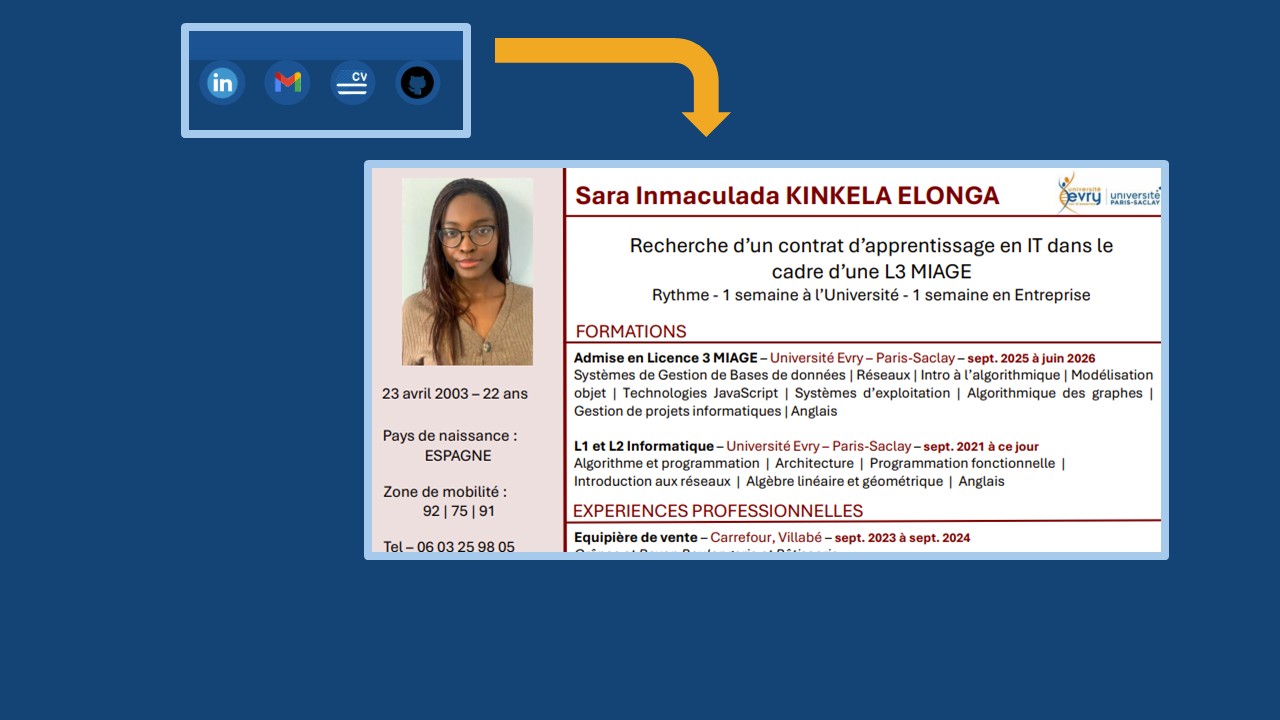 in
CV
Sara Inmaculada KINKELA ELONGA
université
evry
université
PARIS-SACLAY
Recherche d’un contrat d’apprentissage en IT dans le
cadre d’une L3 MIAGE
Rythme - 1 semaine à l’Université - 1 semaine en Entreprise
FORMATIONS
Admise en Licence 3 MIAGE – Université Evry – Paris-Saclay – sept. 2025 à juin 2026
Systèmes de Gestion de Bases de données | Réseaux | Intro à l’algorithmique | Modélisation
objet | Technologies JavaScript | Systèmes d’exploitation | Algorithmique des graphes |
Gestion de projets informatiques | Anglais
L1 et L2 Informatique – Université Evry – Paris-Saclay – sept. 2021 à ce jour
Algorithme et programmation | Architecture | Programmation fonctionnelle |
Introduction aux réseaux | Algèbre linéaire et géométrique | Anglais
EXPERIENCES PROFESSIONNELLES
Equipière de vente – Carrefour, Villabé – sept. 2023 à sept. 2024
23 avril 2003 – 22 ans
Pays de naissance :
ESPAGNE
Zone de mobilité :
92 | 75 | 91
Tel – 06 03 25 98 05